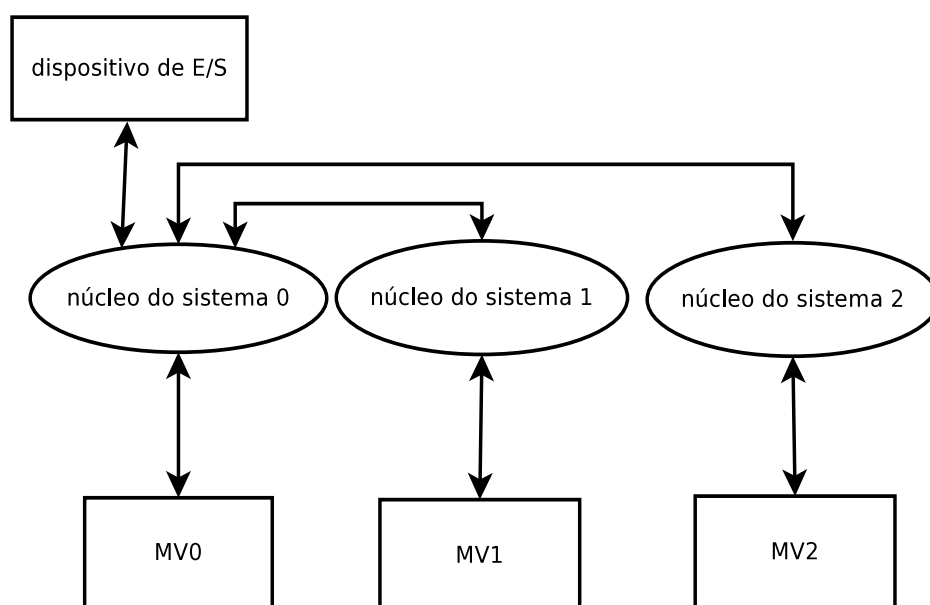 dispositivo de E/S
núcleo do sistema 0
núcleo do sistema 1
núcleo do sistema 2
MV0
MV1
MV2